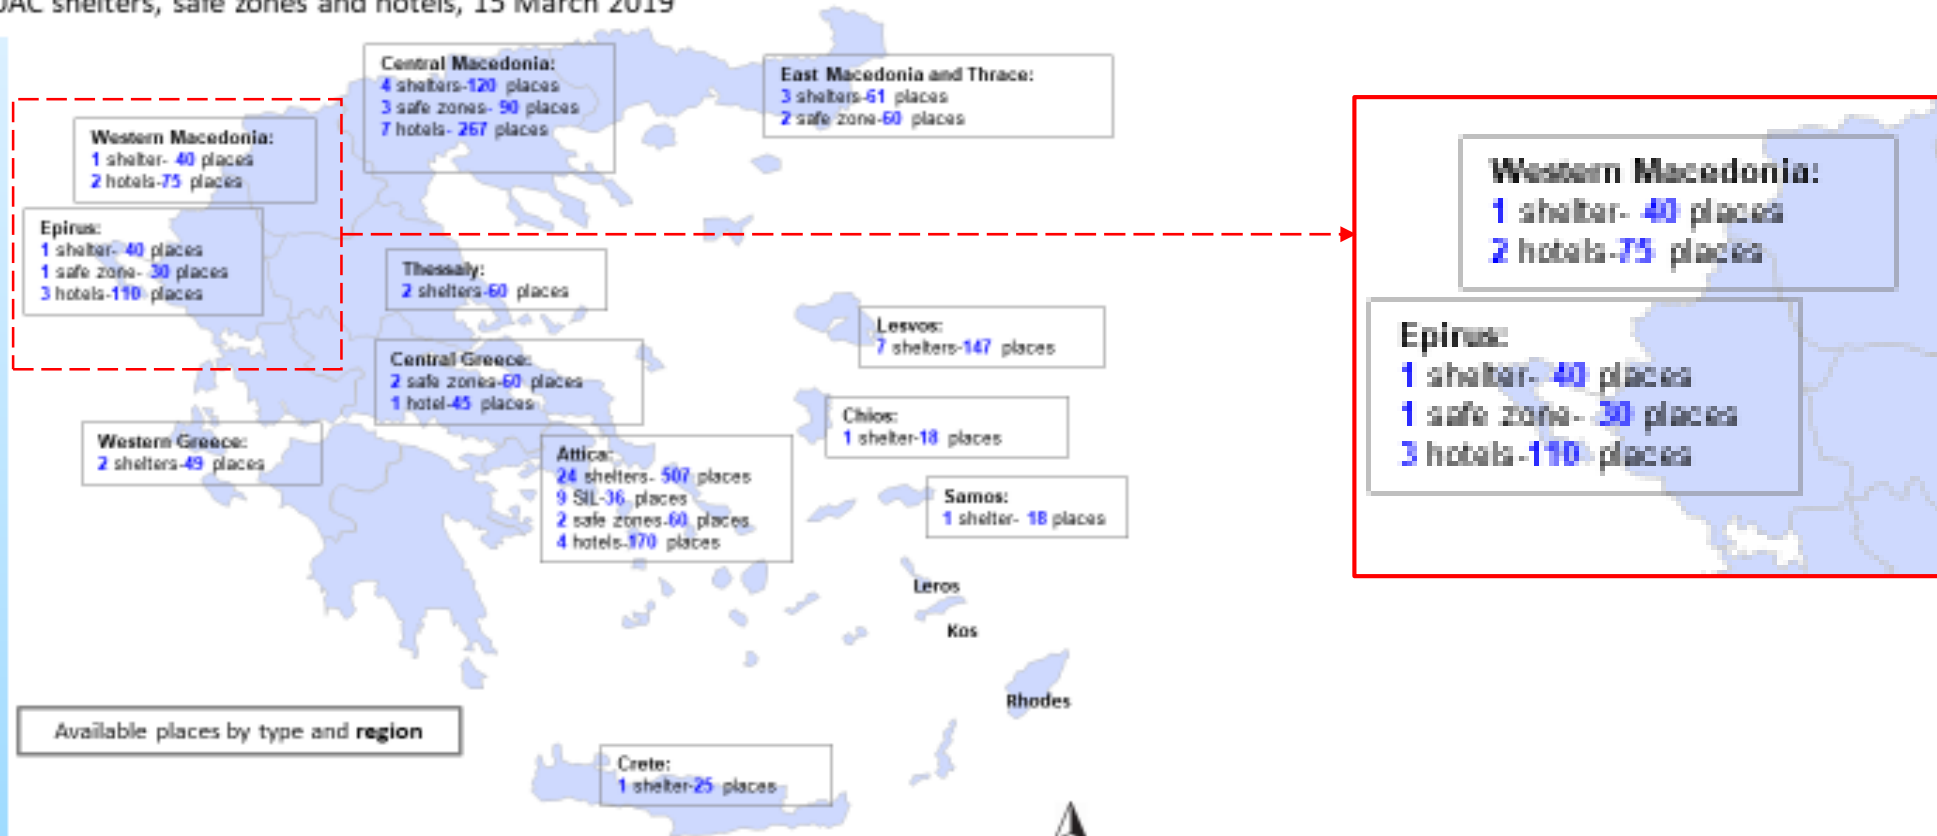 UAC shelters, safe zones and hotels, 15 March 2019
Central Macedonia:
4 shelters-120 places
3 safe zones- 90 places
7 hotels- 267 places
East Macedonia and Thrace:
3 shelters-61 places
2 safe zone-60 places
Western Macedonia:
1 shelter- 40 places
2 hotels-75 places
Epirus:
1 shelter- 40 places
1 safe zone- 30 places
3 hotels-110 places
Thessaly:
2 shelters-60 places
Lesvos:
7 shelters-147 places
Central Greece:
2 safe zones-60 places
1 hotel-45 places
Chios:
1 shelter-18 places
Western Greece:
2 shelters-49 places
Attica:
24 shelters- 507 places
9 SIL-36 places
2 safe zones-60 places
4 hotels-170 places
Samos:
1 shelter- 18 places
Leros
Kos
Rhodes
Available places by type and region
Crete:
1 shelter-25 places
Western Macedonia:
1 shelter- 40 places
2 hotels-75 places
Epirus:
1 shelter- 40 places
1 safe zone- 30 places
3 hotels-110 places